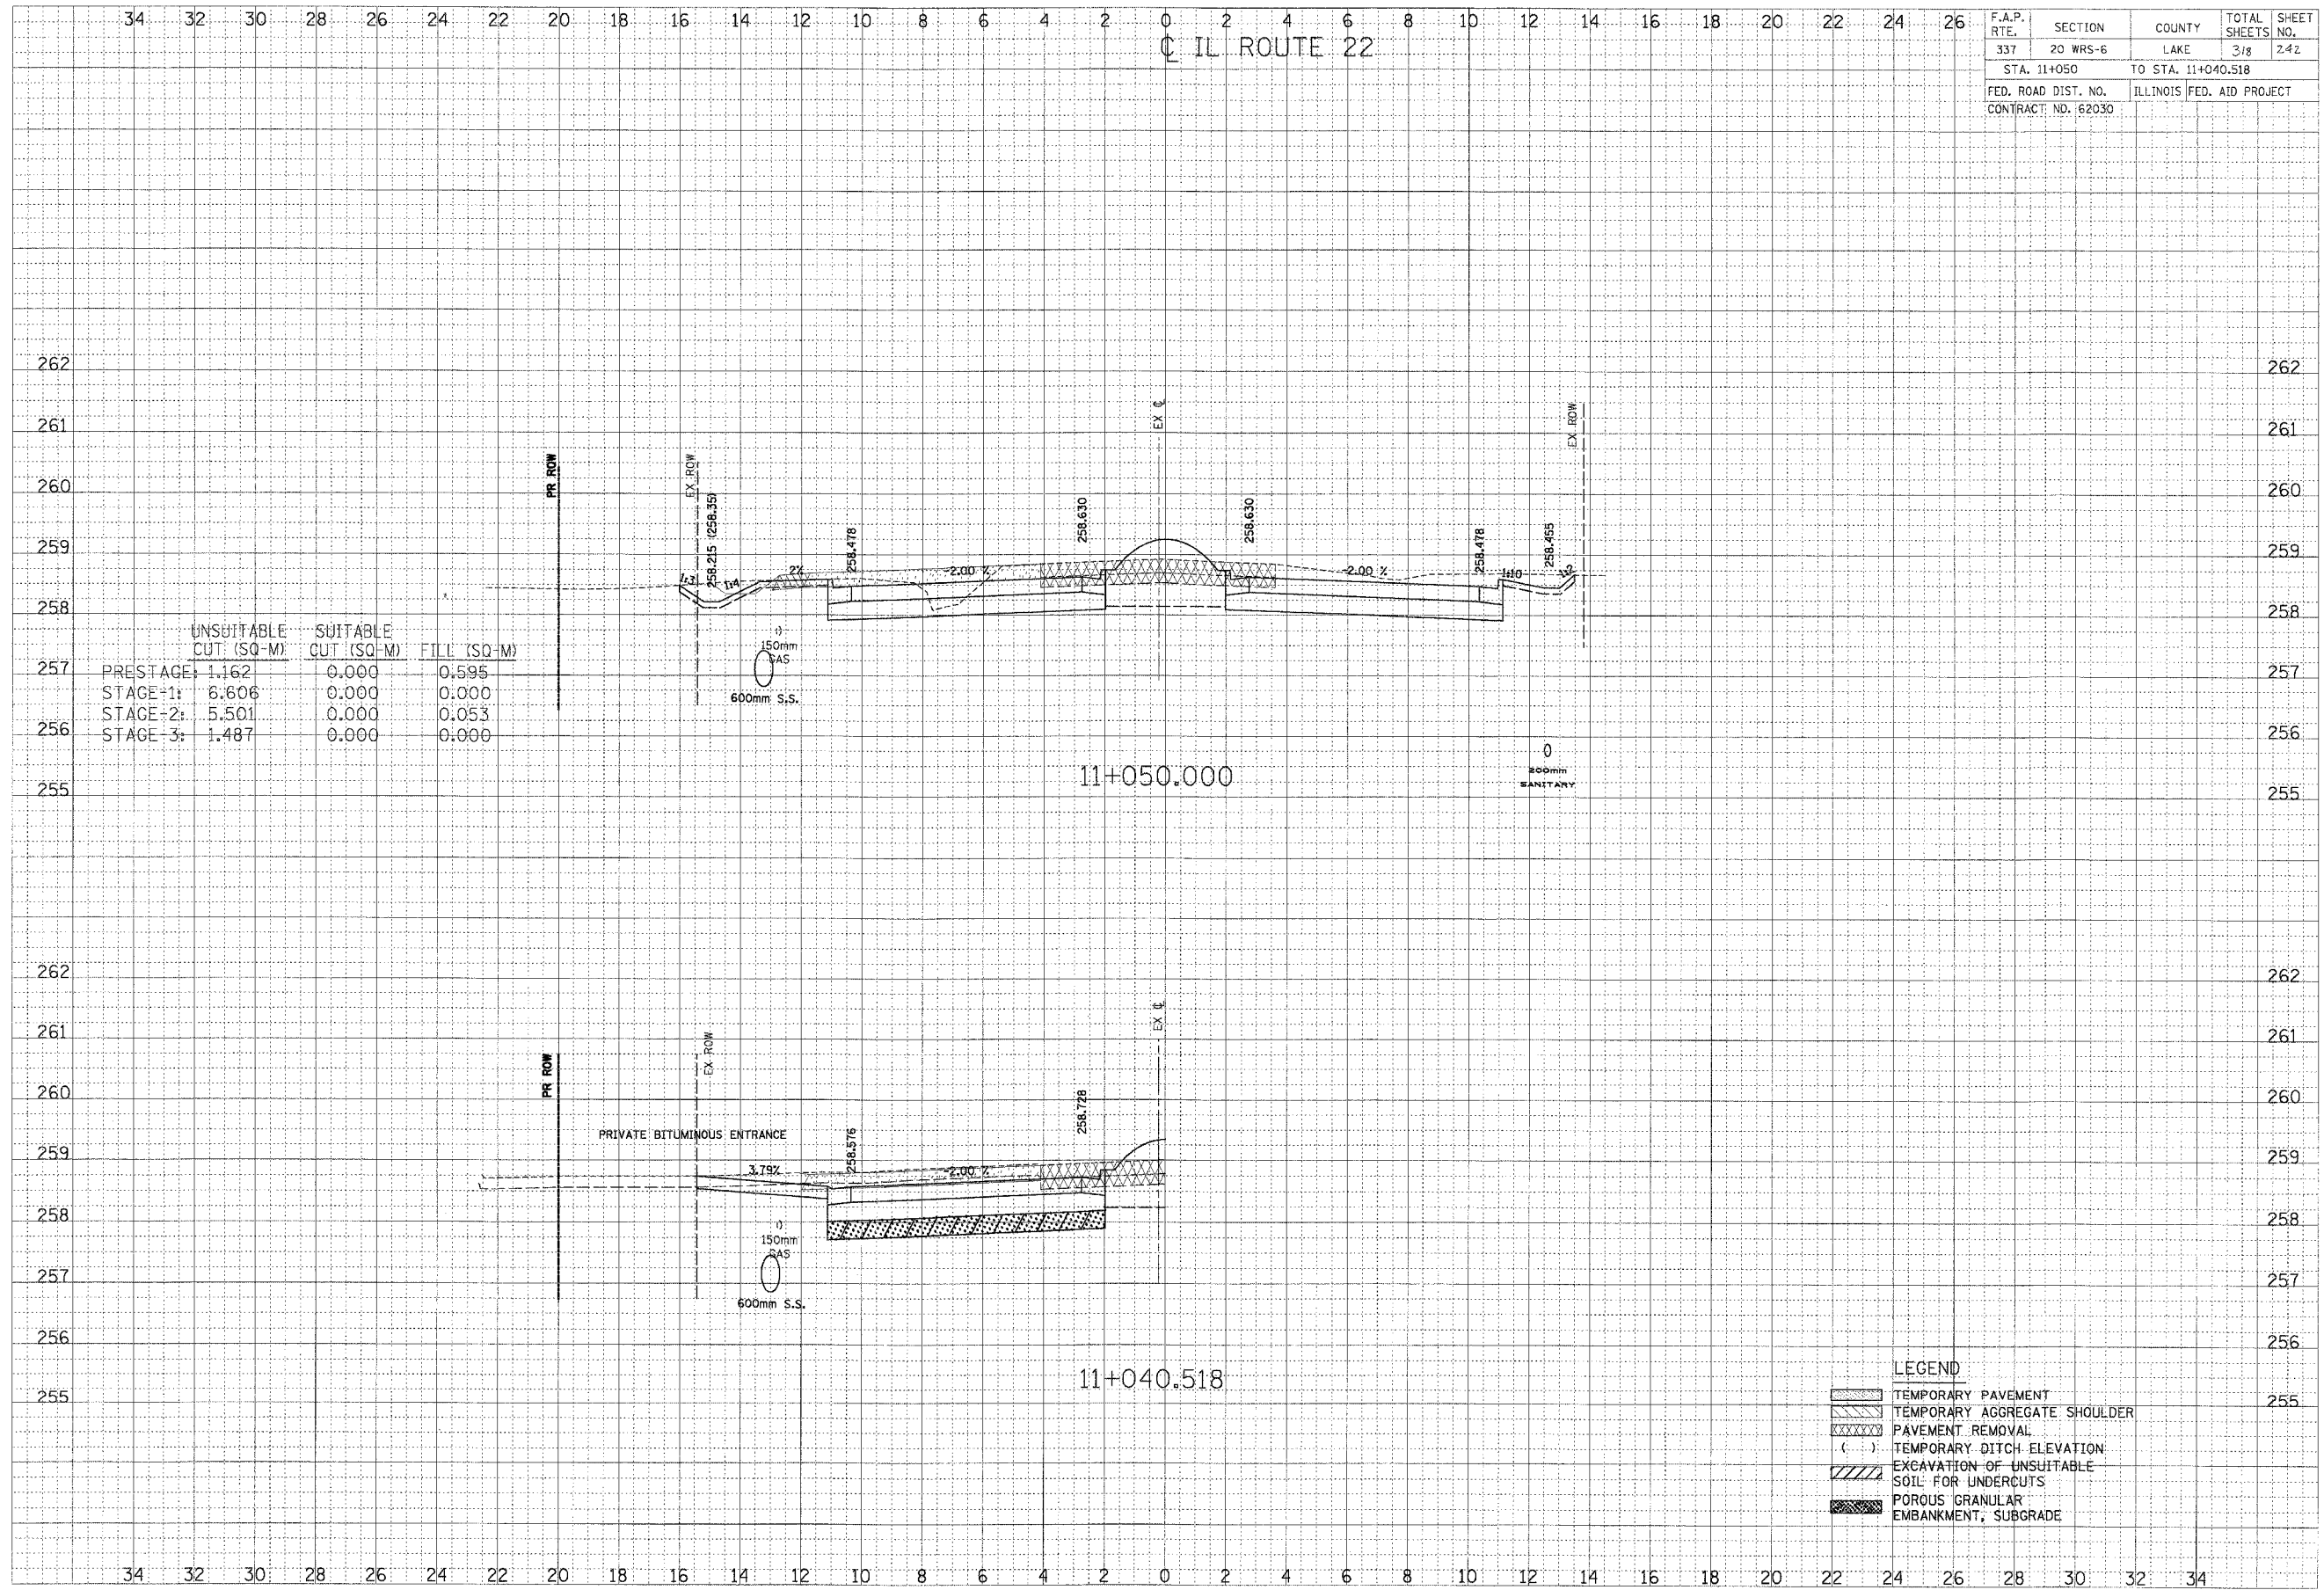 34 32 30 28 26 24 22 20 18 16 14 12 10 8 6 4 2 0 2 4 6 8 10 12 14 16 18 20 22 24 26
℄ IL ROUTE 22
F.A.P. RTE. SECTION COUNTY TOTAL SHEETS SHEET NO.
337 20 WRS-6 LAKE 318 242
STA. 11+050 TO STA. 11+040.518
FED. ROAD DIST. NO. ILLINOIS FED. AID PROJECT
CONTRACT NO. 62030
262 262
261 261
260 260
259 259
258 258
257 257
256 256
255 255
PR ROW
EX ROW
258.215 (258.35)
258.478
258.630
EX ℄
258.630
258.478
258.455
EX ROW
1:3
1:4
2%
-2.00 %
-2.00 %
1:10
1:2
150mm
GAS
600mm S.S.
200mm
SANITARY
UNSUITABLE CUT (SQ-M) SUITABLE CUT (SQ-M) FILL (SQ-M)
PRESTAGE: 1.162 0.000 0.595
STAGE-1: 6.606 0.000 0.000
STAGE-2: 5.501 0.000 0.053
STAGE-3: 1.487 0.000 0.000
11+050.000
262 262
261 261
260 260
259 259
258 258
257 257
256 256
255 255
PR ROW
EX ROW
258.576
258.728
EX ℄
PRIVATE BITUMINOUS ENTRANCE
3.79%
-2.00 %
150mm
GAS
600mm S.S.
11+040.518
LEGEND
TEMPORARY PAVEMENT
TEMPORARY AGGREGATE SHOULDER
PAVEMENT REMOVAL
( ) TEMPORARY DITCH ELEVATION
EXCAVATION OF UNSUITABLE
SOIL FOR UNDERCUTS
POROUS GRANULAR
EMBANKMENT, SUBGRADE
34 32 30 28 26 24 22 20 18 16 14 12 10 8 6 4 2 0 2 4 6 8 10 12 14 16 18 20 22 24 26 28 30 32 34